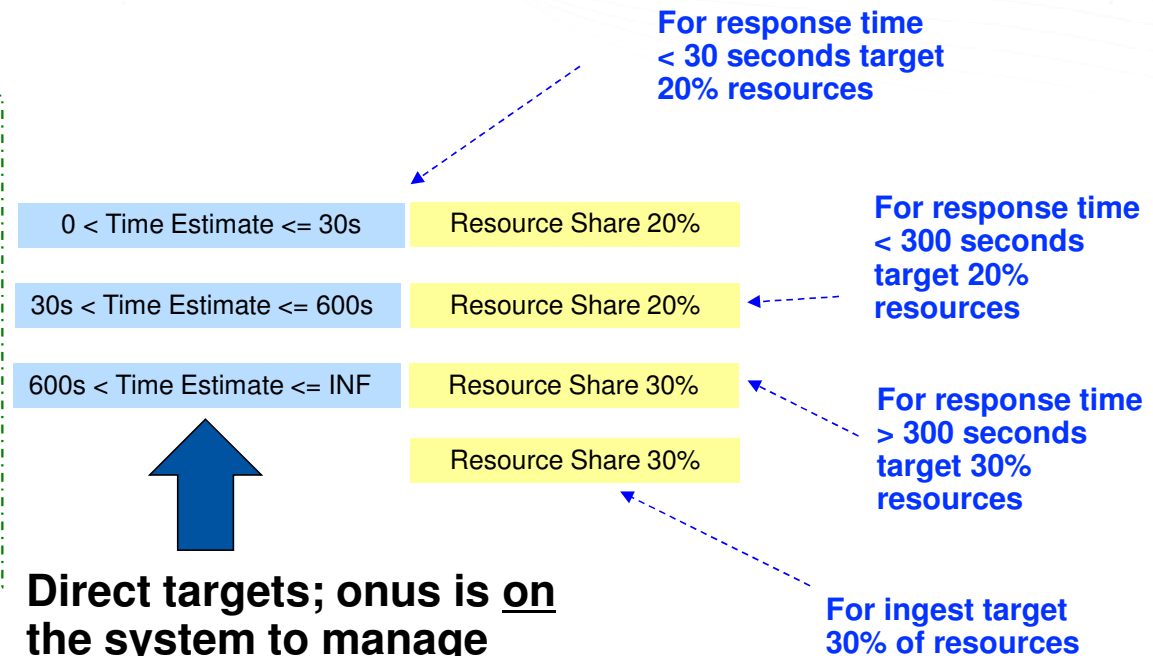 For response time
< 30 seconds target
20% resources
0 < Time Estimate <= 30s
Resource Share 20%
For response time
< 300 seconds
target 20%
resources
30s < Time Estimate <= 600s
Resource Share 20%
600s < Time Estimate <= INF
Resource Share 30%
For response time
> 300 seconds
target 30%
resources
Resource Share 30%
Direct targets; onus is on
the system to manage
For ingest target
30% of resources